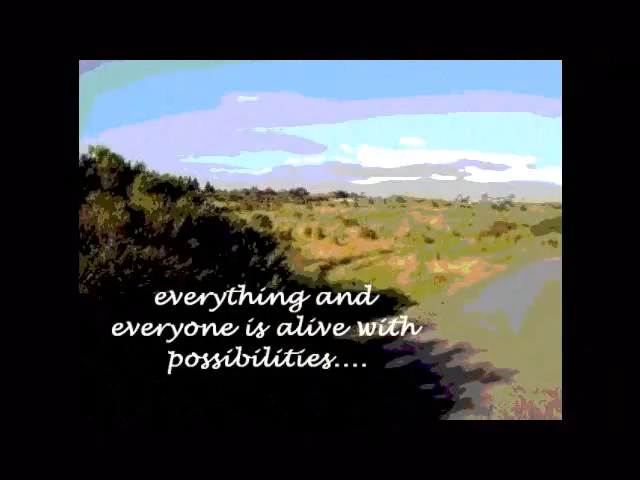 everything and
everyone is alive with
possibilities....